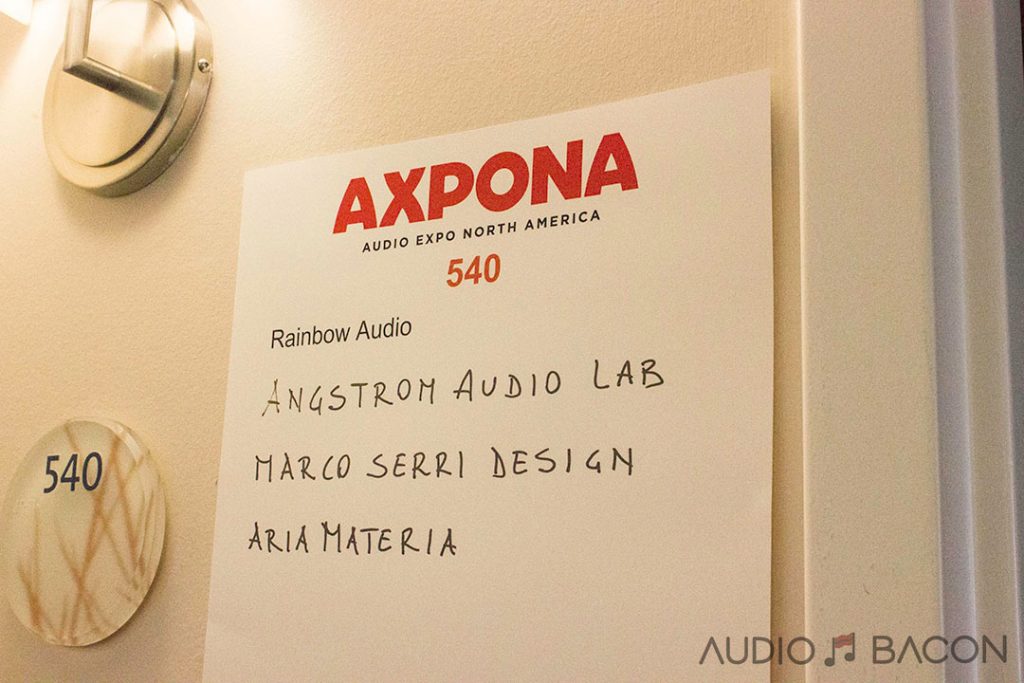 AXPONA
AUDIO EXPO NORTH AMERICA
540
Rainbow Audio
ANGSTROM AUDIO LAB
MARCO SERRI DESIGN
ARIA MATERIA
540
AUDIO BACON